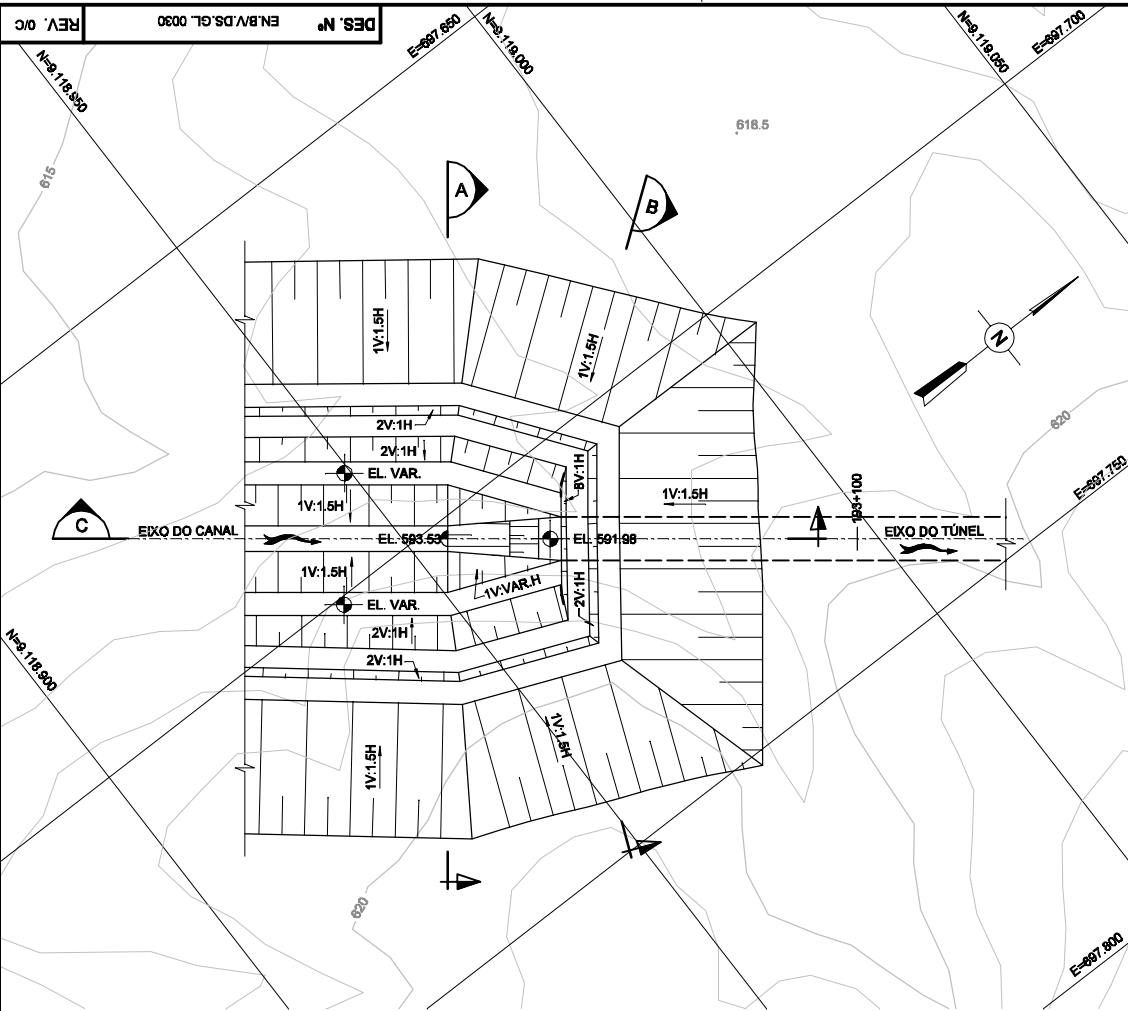 DES. Nº EN.B/V.DS.GL. 0030 REV. 0/C
N=9.118.950
E=697.650
N=9.119.000
N=9.119.050
E=697.700
618.5
615
A
B
1V:1.5H
1V:1.5H
N
2V:1H
2V:1H
620
8V:1H
EL. VAR.
E=697.750
1V:1.5H
1V:1.5H
193+100
C
EIXO DO CANAL
EL. 593.53
EL. 591.98
EIXO DO TÚNEL
1V:1.5H
1V:VAR.H
2V:1H
EL. VAR.
2V:1H
N=9.118.900
2V:1H
1V:1.5H
1V:1.5H
620
E=697.800